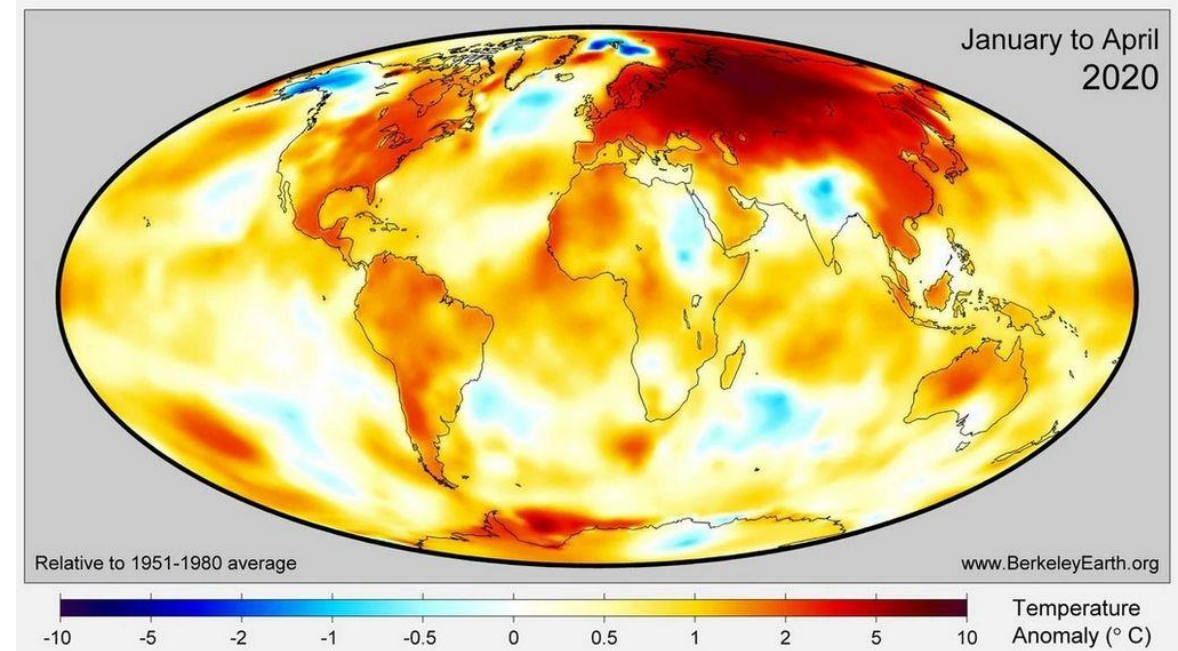 January to April
2020
Relative to 1951-1980 average
www.BerkeleyEarth.org
-10 -5 -2 -1 -0.5 0 0.5 1 2 5 10
Temperature
Anomaly (° C)